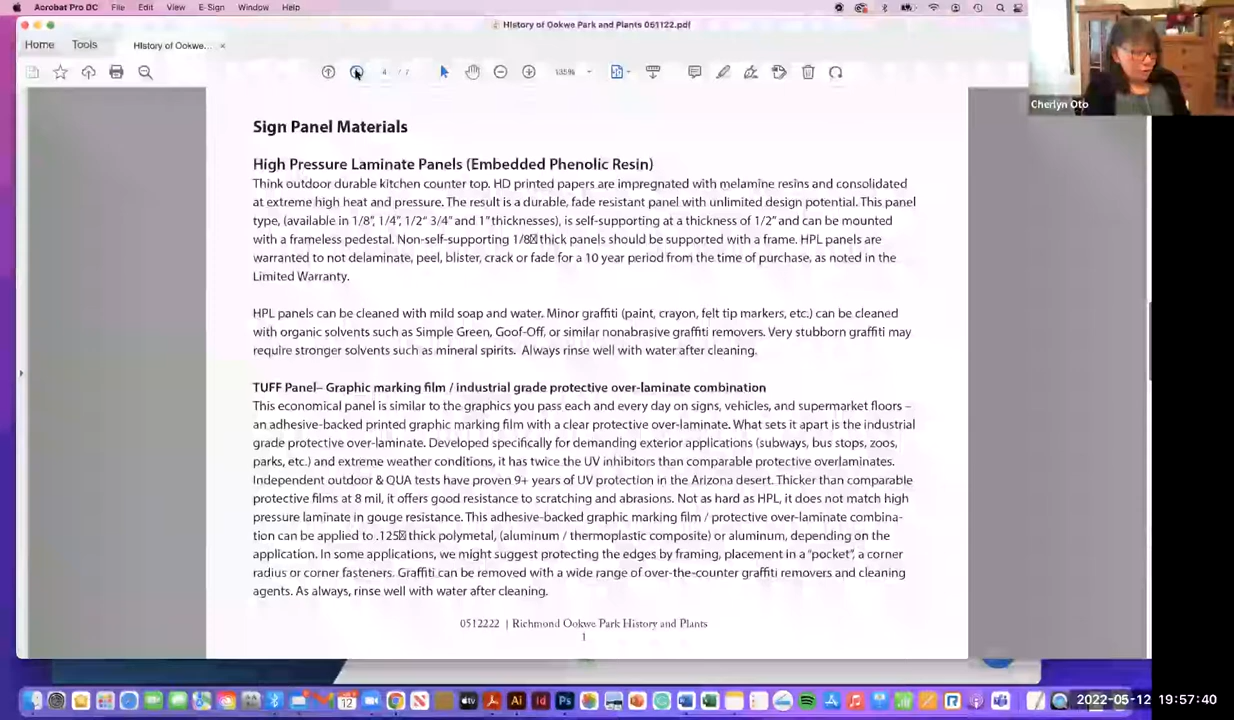 Acrobat Pro DC File Edit View E-Sign Window Help
History of Ookwe Park and Plants 051122.pdf
Home Tools History of Ookwe... ×
4 / 7 135%
Cherlyn Oto
Sign Panel Materials
High Pressure Laminate Panels (Embedded Phenolic Resin)
Think outdoor durable kitchen counter top. HD printed papers are impregnated with melamine resins and consolidated
at extreme high heat and pressure. The result is a durable, fade resistant panel with unlimited design potential. This panel
type, (available in 1/8", 1/4", 1/2" 3/4" and 1" thicknesses), is self-supporting at a thickness of 1/2" and can be mounted
with a frameless pedestal. Non-self-supporting 1/8 thick panels should be supported with a frame. HPL panels are
warranted to not delaminate, peel, blister, crack or fade for a 10 year period from the time of purchase, as noted in the
Limited Warranty.
HPL panels can be cleaned with mild soap and water. Minor graffiti (paint, crayon, felt tip markers, etc.) can be cleaned
with organic solvents such as Simple Green, Goof-Off, or similar nonabrasive graffiti removers. Very stubborn graffiti may
require stronger solvents such as mineral spirits. Always rinse well with water after cleaning.
TUFF Panel– Graphic marking film / industrial grade protective over-laminate combination
This economical panel is similar to the graphics you pass each and every day on signs, vehicles, and supermarket floors –
an adhesive-backed printed graphic marking film with a clear protective over-laminate. What sets it apart is the industrial
grade protective over-laminate. Developed specifically for demanding exterior applications (subways, bus stops, zoos,
parks, etc.) and extreme weather conditions, it has twice the UV inhibitors than comparable protective overlaminates.
Independent outdoor & QUA tests have proven 9+ years of UV protection in the Arizona desert. Thicker than comparable
protective films at 8 mil, it offers good resistance to scratching and abrasions. Not as hard as HPL, it does not match high
pressure laminate in gouge resistance. This adhesive-backed graphic marking film / protective over-laminate combina-
tion can be applied to .125 thick polymetal, (aluminum / thermoplastic composite) or aluminum, depending on the
application. In some applications, we might suggest protecting the edges by framing, placement in a "pocket", a corner
radius or corner fasteners. Graffiti can be removed with a wide range of over-the-counter graffiti removers and cleaning
agents. As always, rinse well with water after cleaning.
0512222 | Richmond Ookwe Park History and Plants
1
2022-05-12 19:57:40